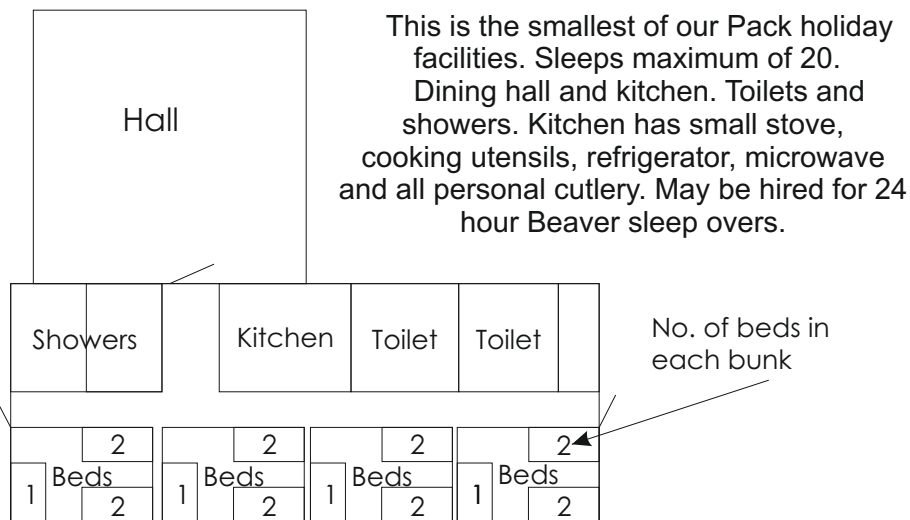 This is the smallest of our Pack holiday
facilities. Sleeps maximum of 20.
Dining hall and kitchen. Toilets and
showers. Kitchen has small stove,
cooking utensils, refrigerator, microwave
and all personal cutlery. May be hired for 24
hour Beaver sleep overs.
Hall
Showers
Kitchen
Toilet
Toilet
No. of beds in
each bunk
2
2
2
2
Beds
Beds
Beds
Beds
1
2
1
2
1
2
1
2